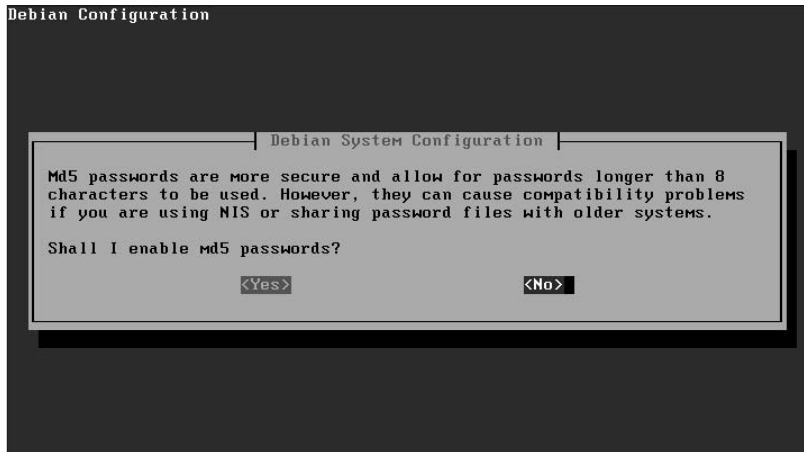 Debian Configuration
Debian System Configuration
Md5 passwords are more secure and allow for passwords longer than 8
characters to be used. However, they can cause compatibility problems
if you are using NIS or sharing password files with older systems.
Shall I enable md5 passwords?
<Yes> <No>